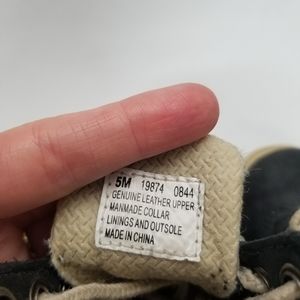 5M 19874 0844
GENUINE LEATHER UPPER
MANMADE COLLAR
LININGS AND OUTSOLE
MADE IN CHINA